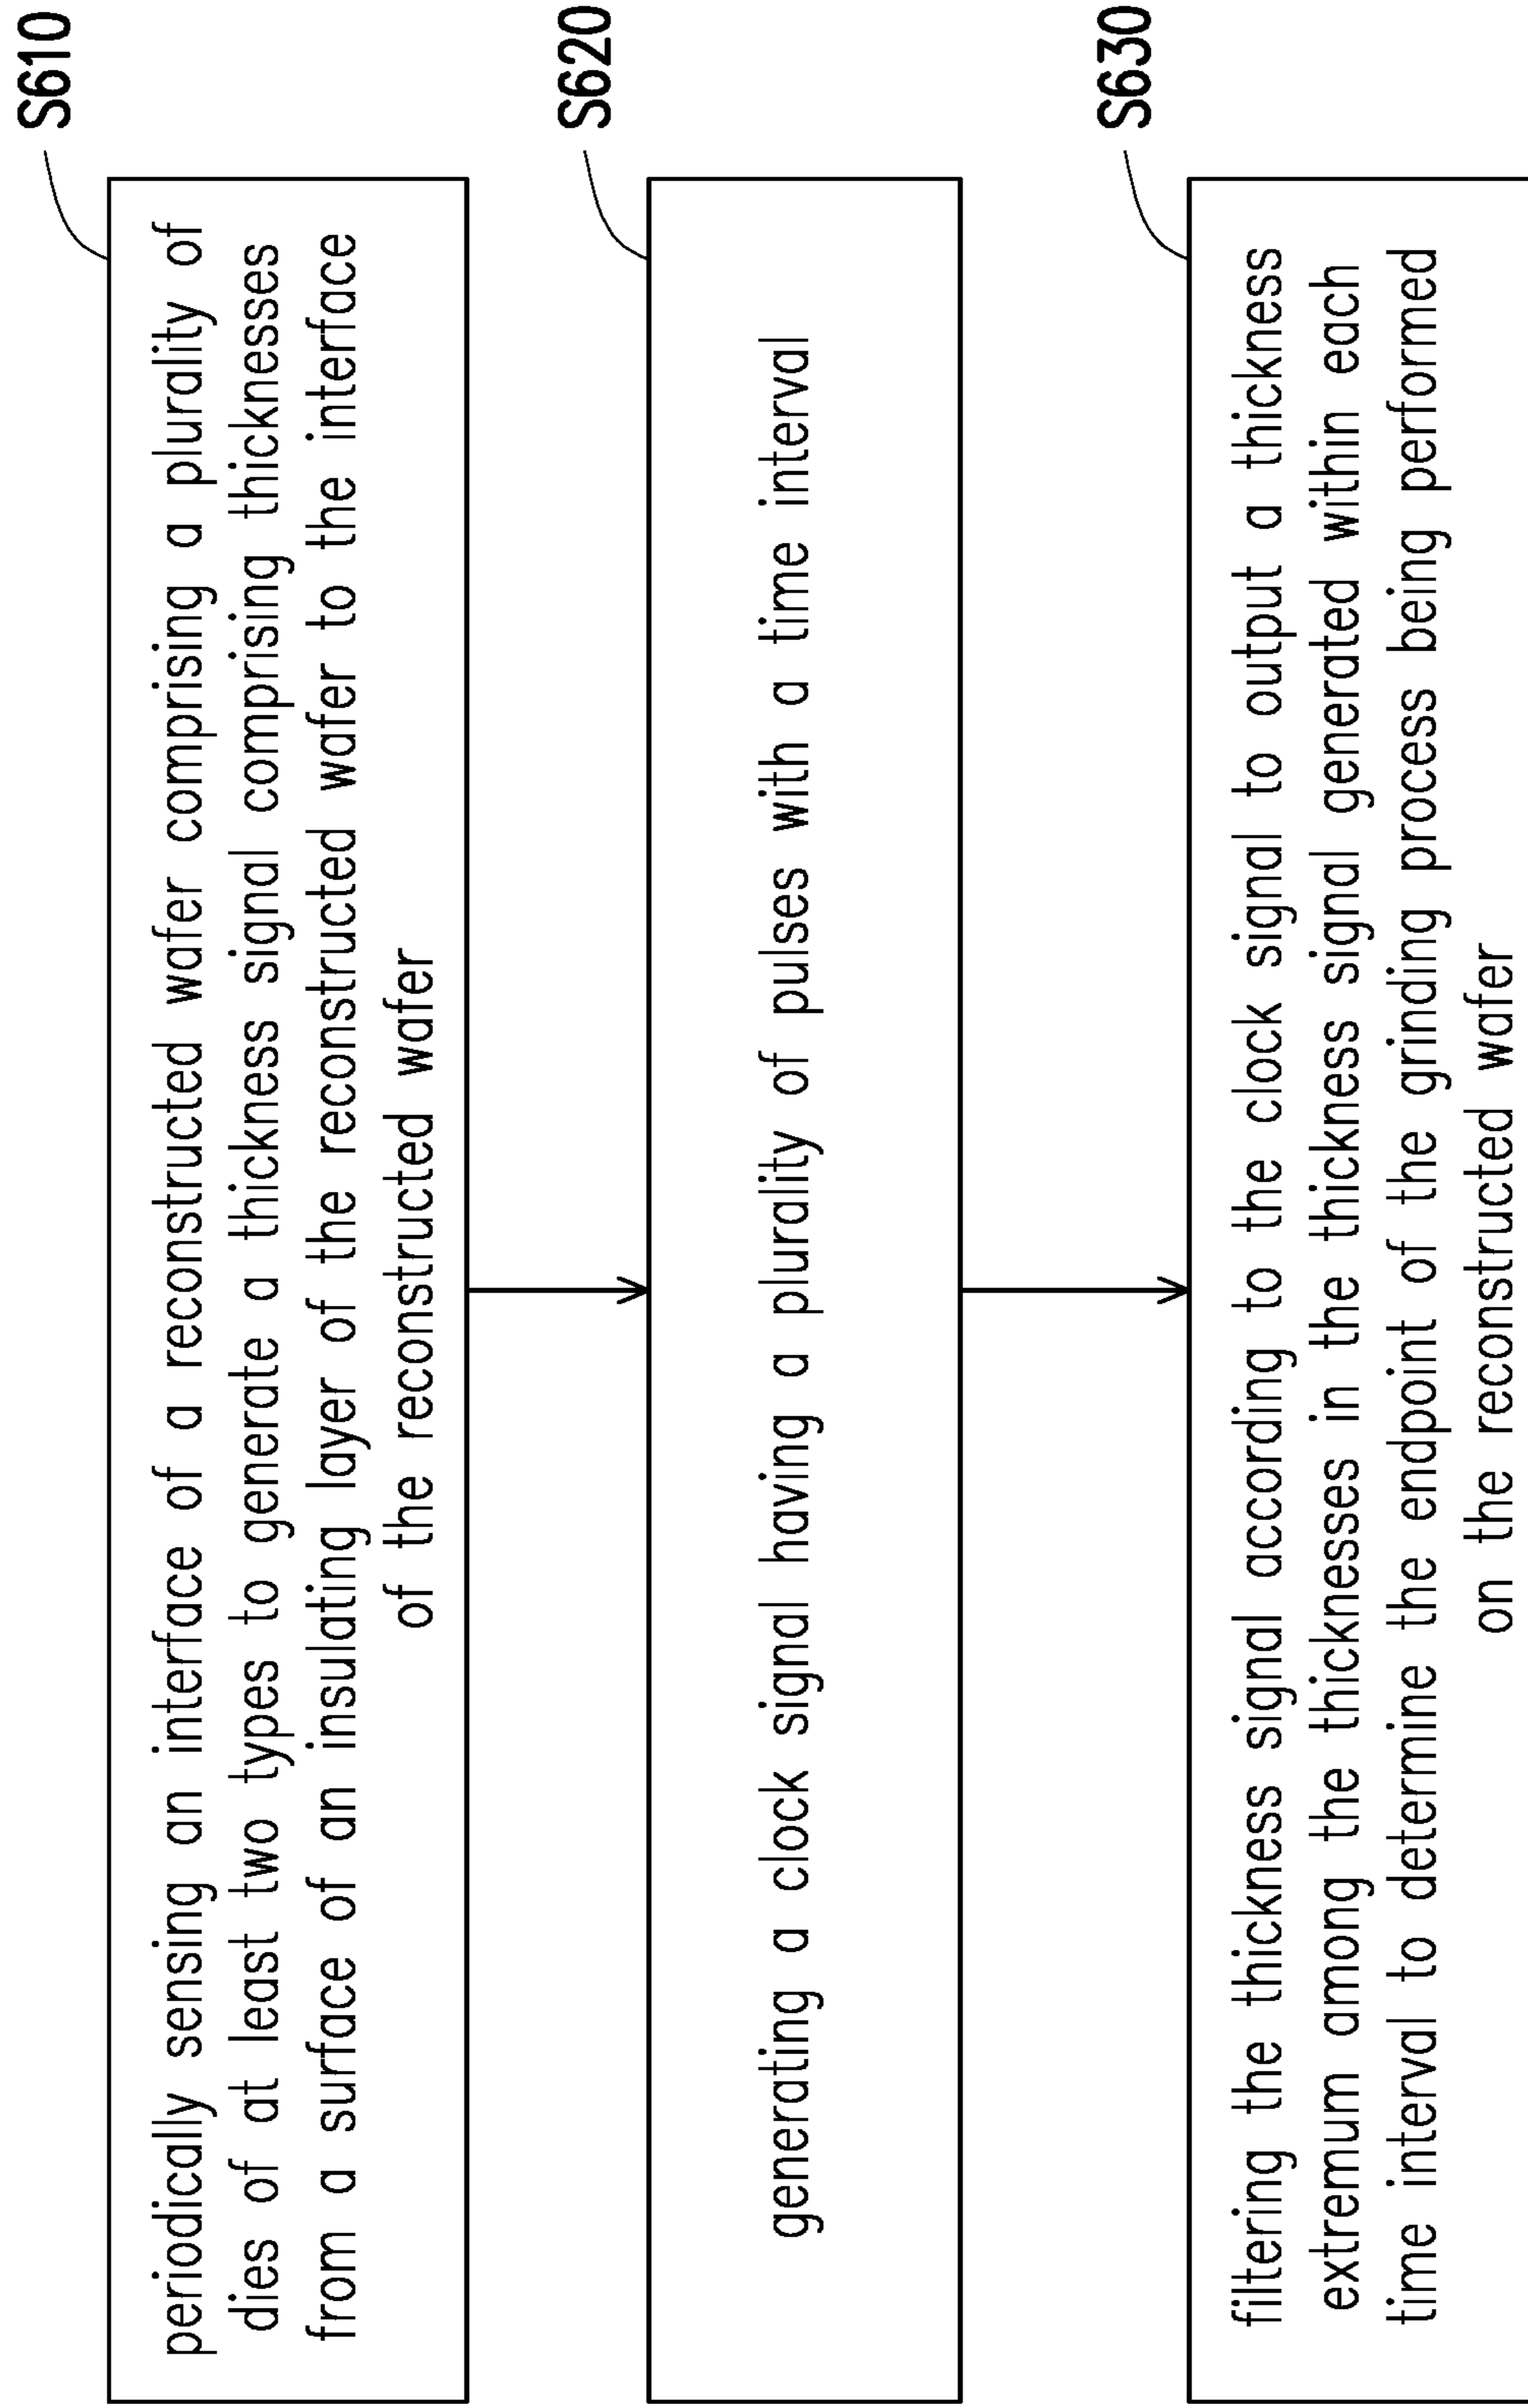 S610
periodically sensing an interface of a reconstructed wafer comprising a plurality of
dies of at least two types to generate a thickness signal comprising thicknesses
from a surface of an insulating layer of the reconstructed wafer to the interface
of the reconstructed wafer
S620
generating a clock signal having a plurality of pulses with a time interval
S630
filtering the thickness signal according to the clock signal to output a thickness
extremum among the thicknesses in the thickness signal generated within each
time interval to determine the endpoint of the grinding process being performed
on the reconstructed wafer